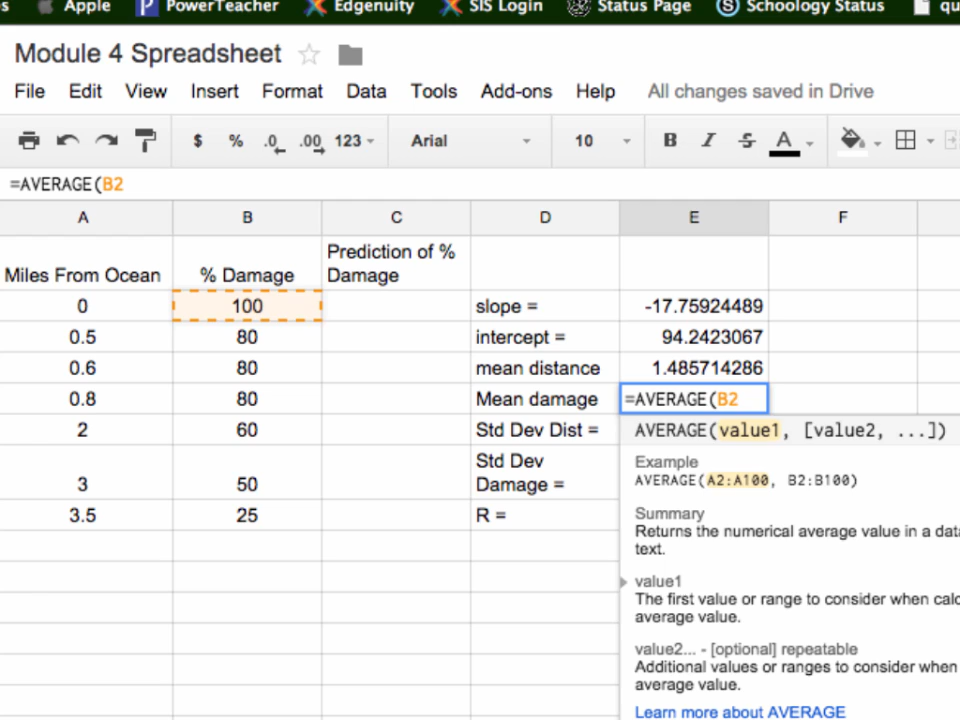 Apple PowerTeacher Edgenuity SIS Login Status Page Schoology Status
Module 4 Spreadsheet
File Edit View Insert Format Data Tools Add-ons Help All changes saved in Drive
$ % .0 .00 123 Arial 10 B I S A
=AVERAGE(B2
A B C D E F
Miles From Ocean % Damage Prediction of %
Damage
0 100 slope = -17.75924489
0.5 80 intercept = 94.2423067
0.6 80 mean distance 1.485714286
0.8 80 Mean damage =AVERAGE(B2
2 60 Std Dev Dist = AVERAGE(value1, [value2, ...])
Std Dev
3 50 Damage =
3.5 25 R =
Example
AVERAGE(A2:A100, B2:B100)
Summary
Returns the numerical average value in a
text.
value1
The first value or range to consider when
average value.
value2... - [optional] repeatable
Additional values or ranges to consider when
average value.
Learn more about AVERAGE